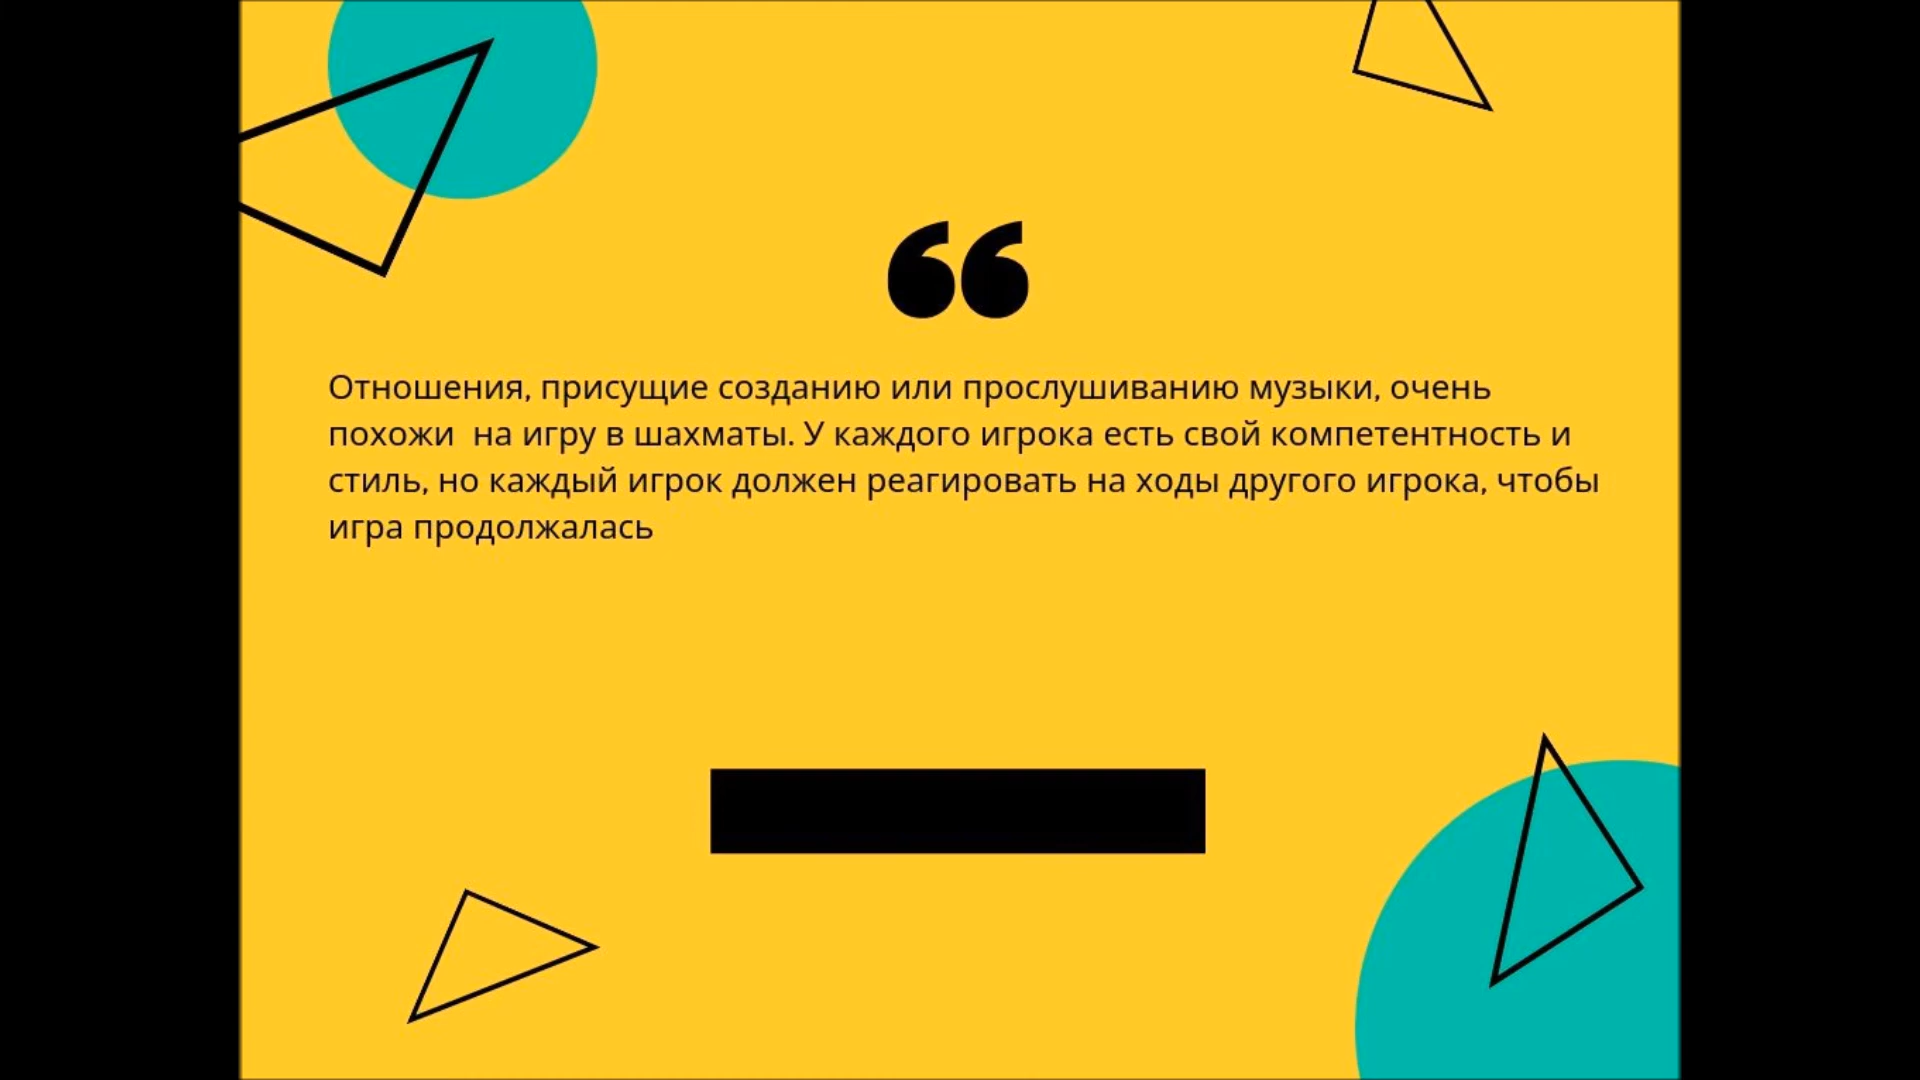 “
Отношения, присущие созданию или прослушиванию музыки, очень
похожи  на игру в шахматы. У каждого игрока есть свой компетентность и
стиль, но каждый игрок должен реагировать на ходы другого игрока, чтобы
игра продолжалась